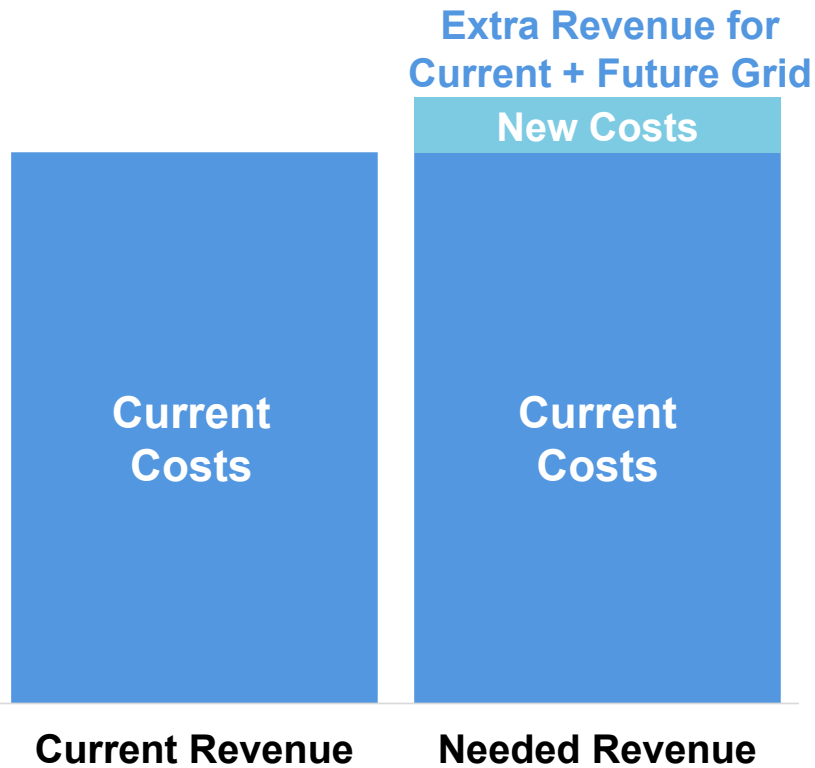 Extra Revenue for
Current + Future Grid
New Costs
Current
Costs
Current
Costs
Current Revenue
Needed Revenue